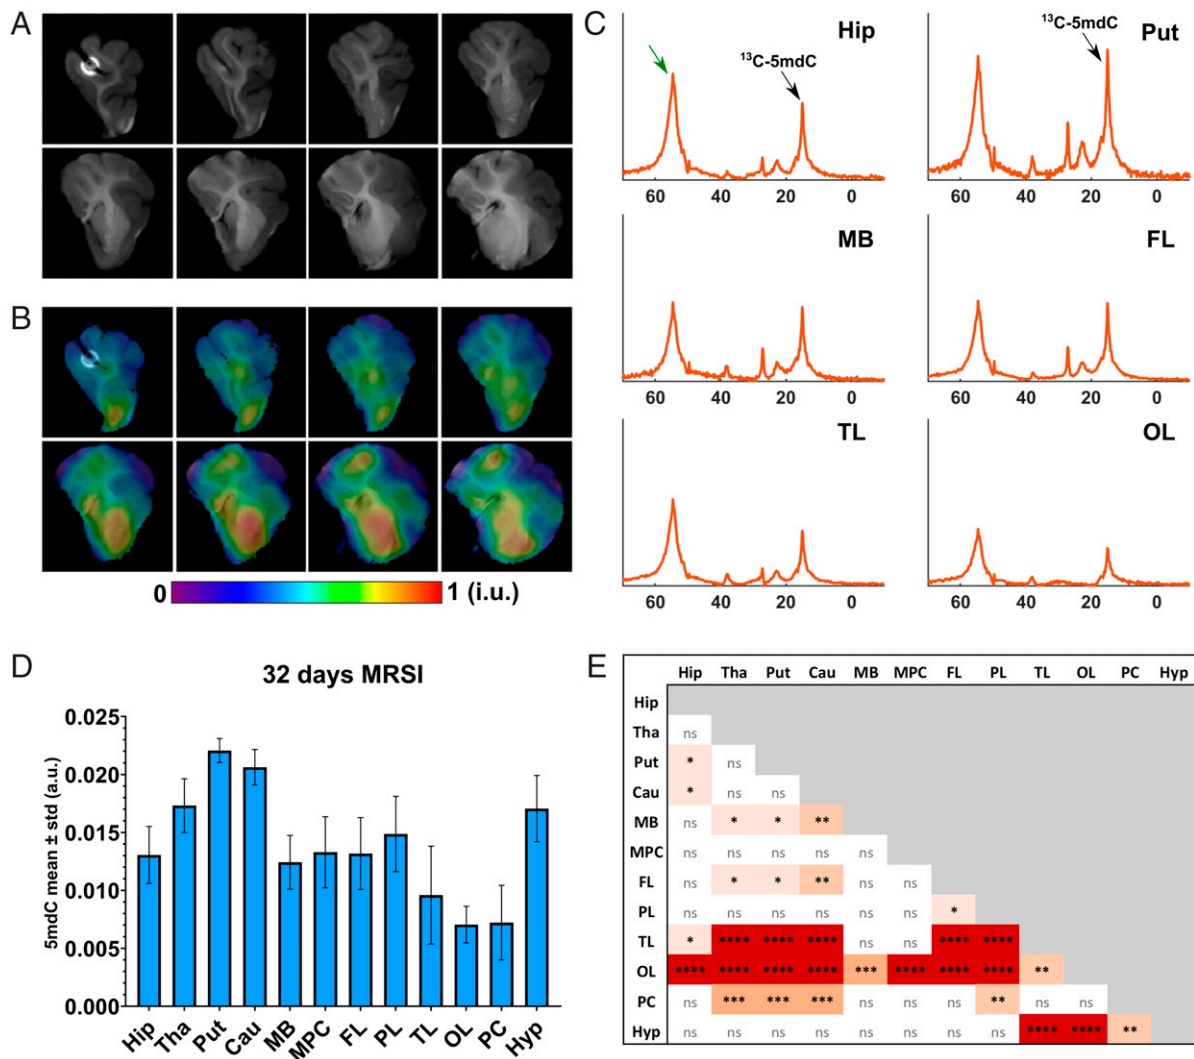 A
B
0
1 (i.u.)
C
Hip
¹³C-5mdC
60 40 20 0
Put
¹³C-5mdC
60 40 20 0
MB
60 40 20 0
FL
60 40 20 0
TL
60 40 20 0
OL
60 40 20 0
D
32 days MRSI
5mdC mean ± std (a.u.)
0.025
0.020
0.015
0.010
0.005
0.000
Hip Tha Put Cau MB MPC FL PL TL OL PC Hyp
E
Hip Tha Put Cau MB MPC FL PL TL OL PC Hyp
Hip
Tha ns
Put * ns
Cau * ns ns
MB ns * * **
MPC ns ns ns ns ns
FL ns * * ** ns ns
PL ns ns ns ns ns ns *
TL * **** **** **** ns ns **** ****
OL **** **** **** **** *** **** **** **** **
PC ns *** *** *** ns ns ns ** ns ns
Hyp ns ns ns ns ns ns ns ns **** **** **